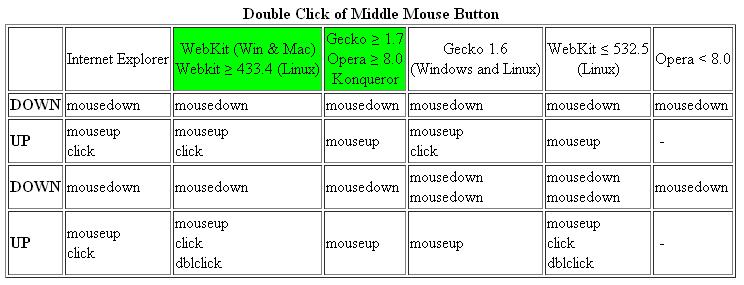 Double Click of Middle Mouse Button
Internet Explorer
WebKit (Win & Mac)
Webkit ≥ 433.4 (Linux)
Gecko ≥ 1.7
Opera ≥ 8.0
Konqueror
Gecko 1.6
(Windows and Linux)
WebKit ≤ 532.5
(Linux)
Opera < 8.0
DOWN
mousedown
mousedown
mousedown
mousedown
mousedown
mousedown
UP
mouseup
click
mouseup
click
mouseup
mouseup
click
mouseup
-
DOWN
mousedown
mousedown
mousedown
mousedown
mousedown
mousedown
mousedown
mousedown
UP
mouseup
click
mouseup
click
dblclick
mouseup
mouseup
mouseup
click
dblclick
-